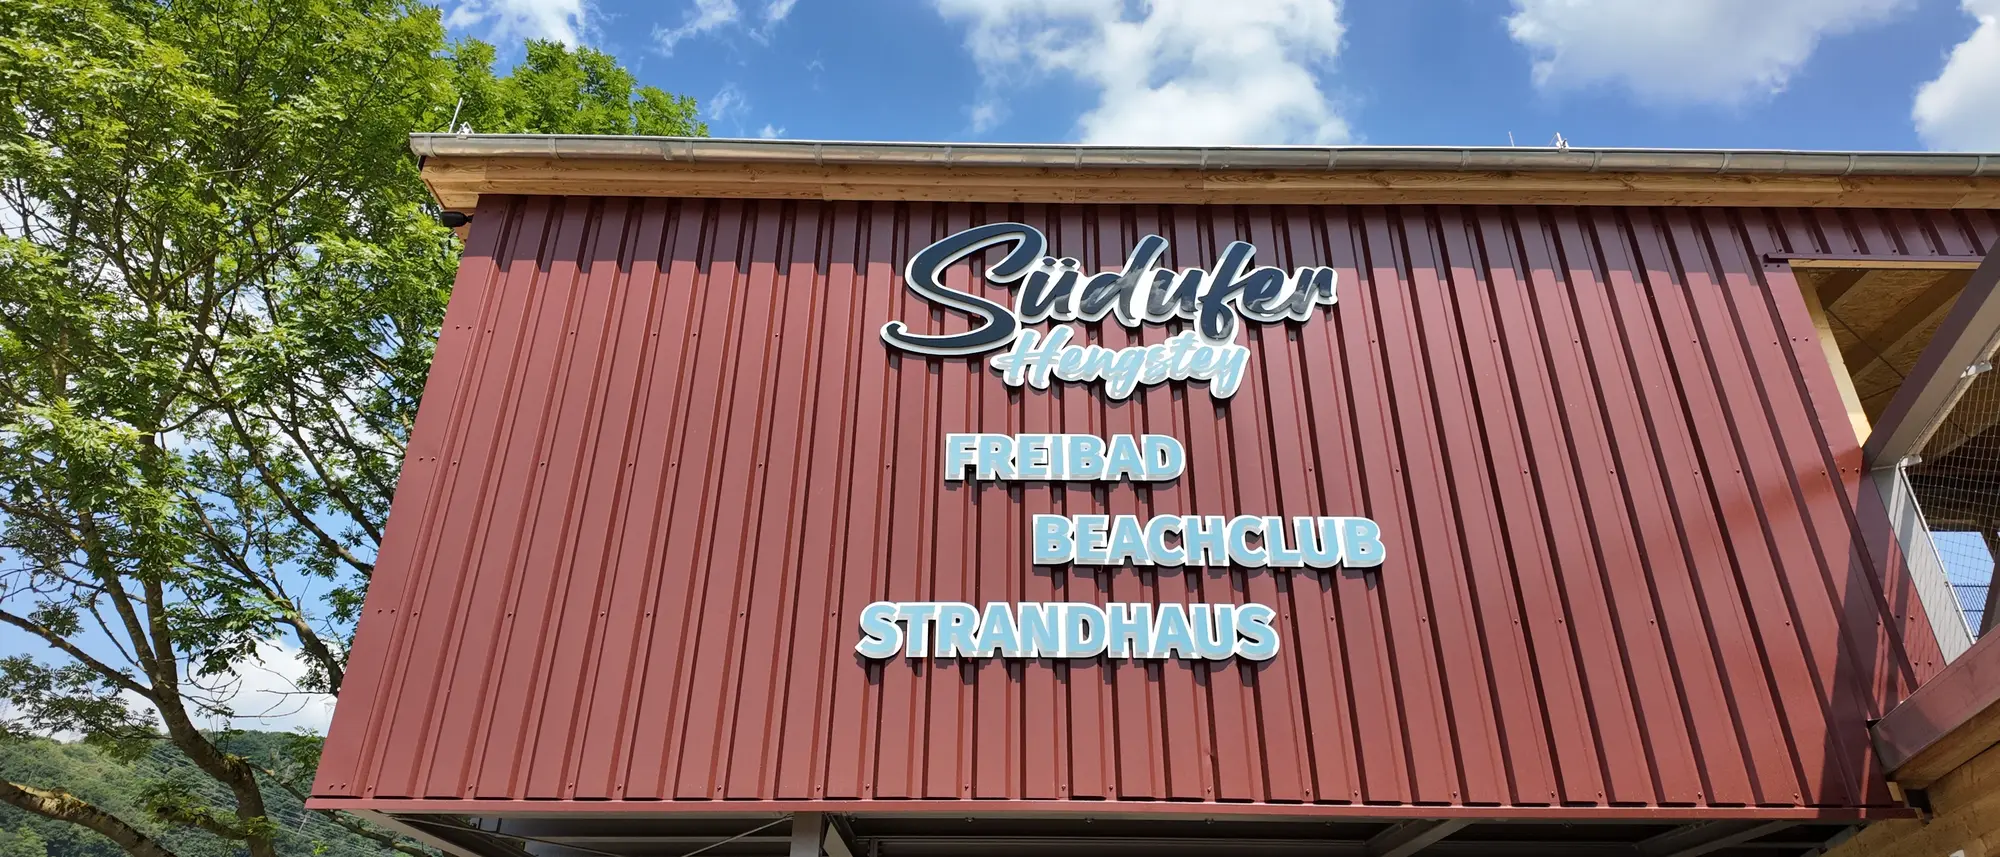 Südufer
Hengstey
FREIBAD
BEACHCLUB
STRANDHAUS